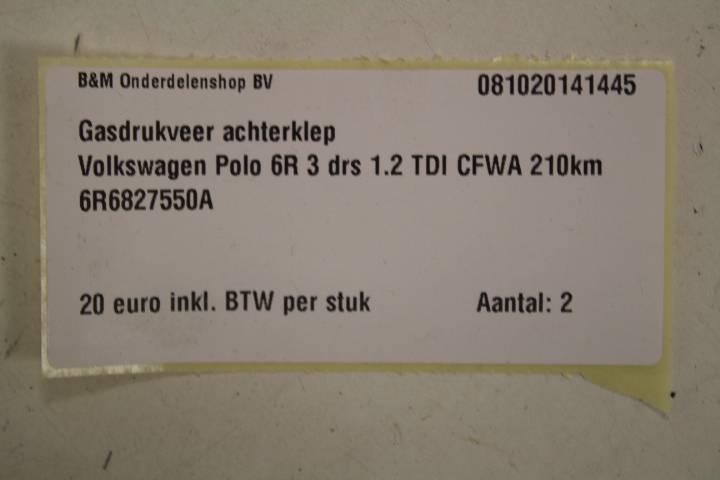 B&M Onderdelenshop BV 081020141445
Gasdrukveer achterklep
Volkswagen Polo 6R 3 drs 1.2 TDI CFWA 210km
6R6827550A
20 euro inkl. BTW per stuk Aantal: 2